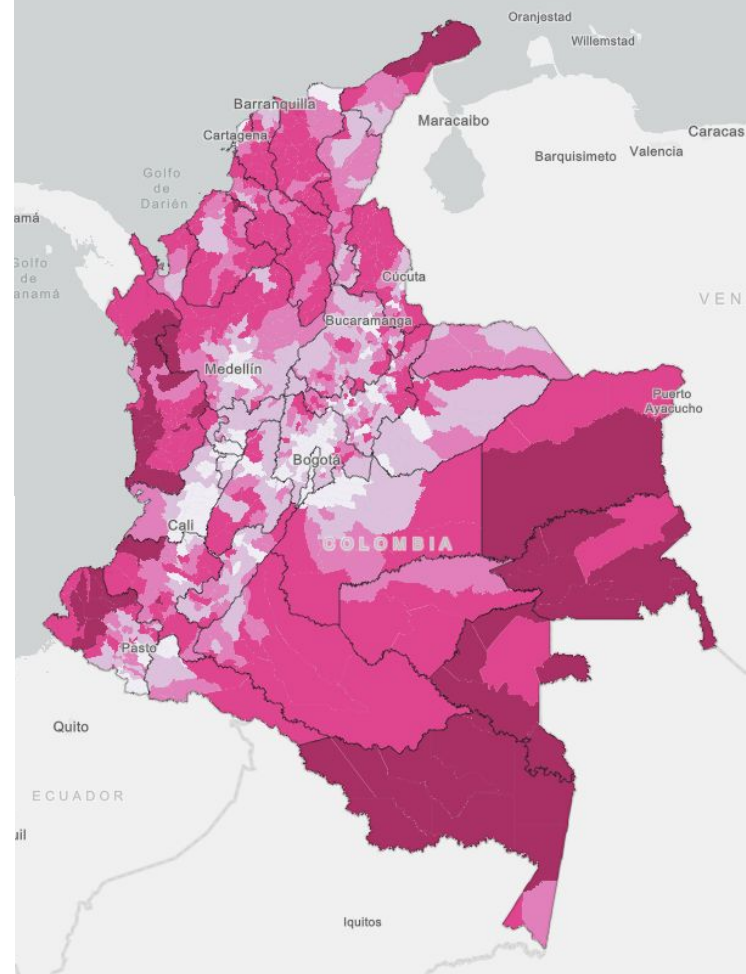 Oranjestad
Willemstad
Barranquilla
Maracaibo
Caracas
Cartagena
Barquisimeto
Valencia
Golfo
de
Darién
amá
Golfo
de
anamá
Cúcuta
VEN
Bucaramanga
Medellín
Puerto
Ayacucho
Bogotá
Cali
COLOMBIA
Pasto
Quito
ECUADOR
uil
Iquitos